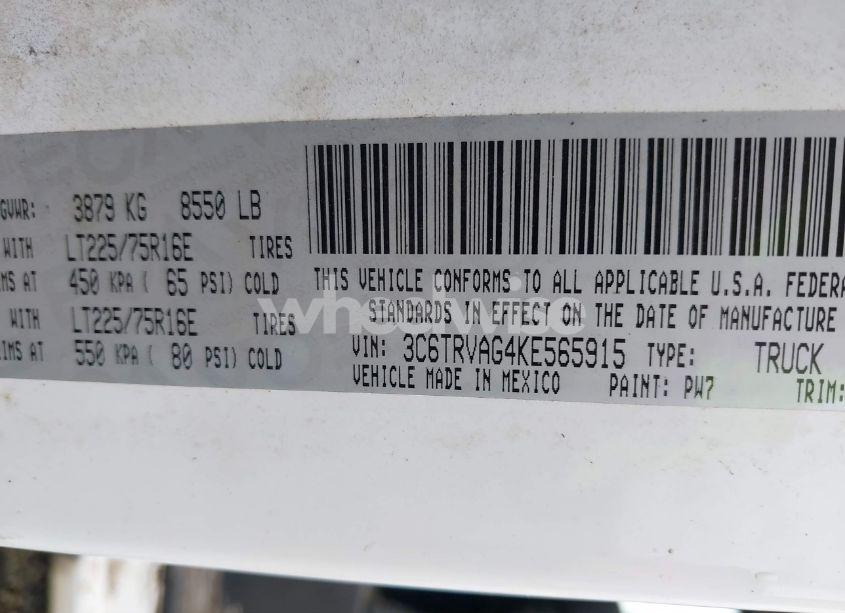 GVWR: 3879 KG 8550 LB
WITH LT225/75R16E TIRES
IMS AT 450 KPA ( 65 PSI) COLD
WITH LT225/75R16E TIRES
RIMS AT 550 KPA ( 80 PSI) COLD
THIS VEHICLE CONFORMS TO ALL APPLICABLE U.S.A. FEDERA
STANDARDS IN EFFECT ON THE DATE OF MANUFACTURE
VIN: 3C6TRVAG4KE565915 TYPE: TRUCK
VEHICLE MADE IN MEXICO PAINT: PW7 TRIM: